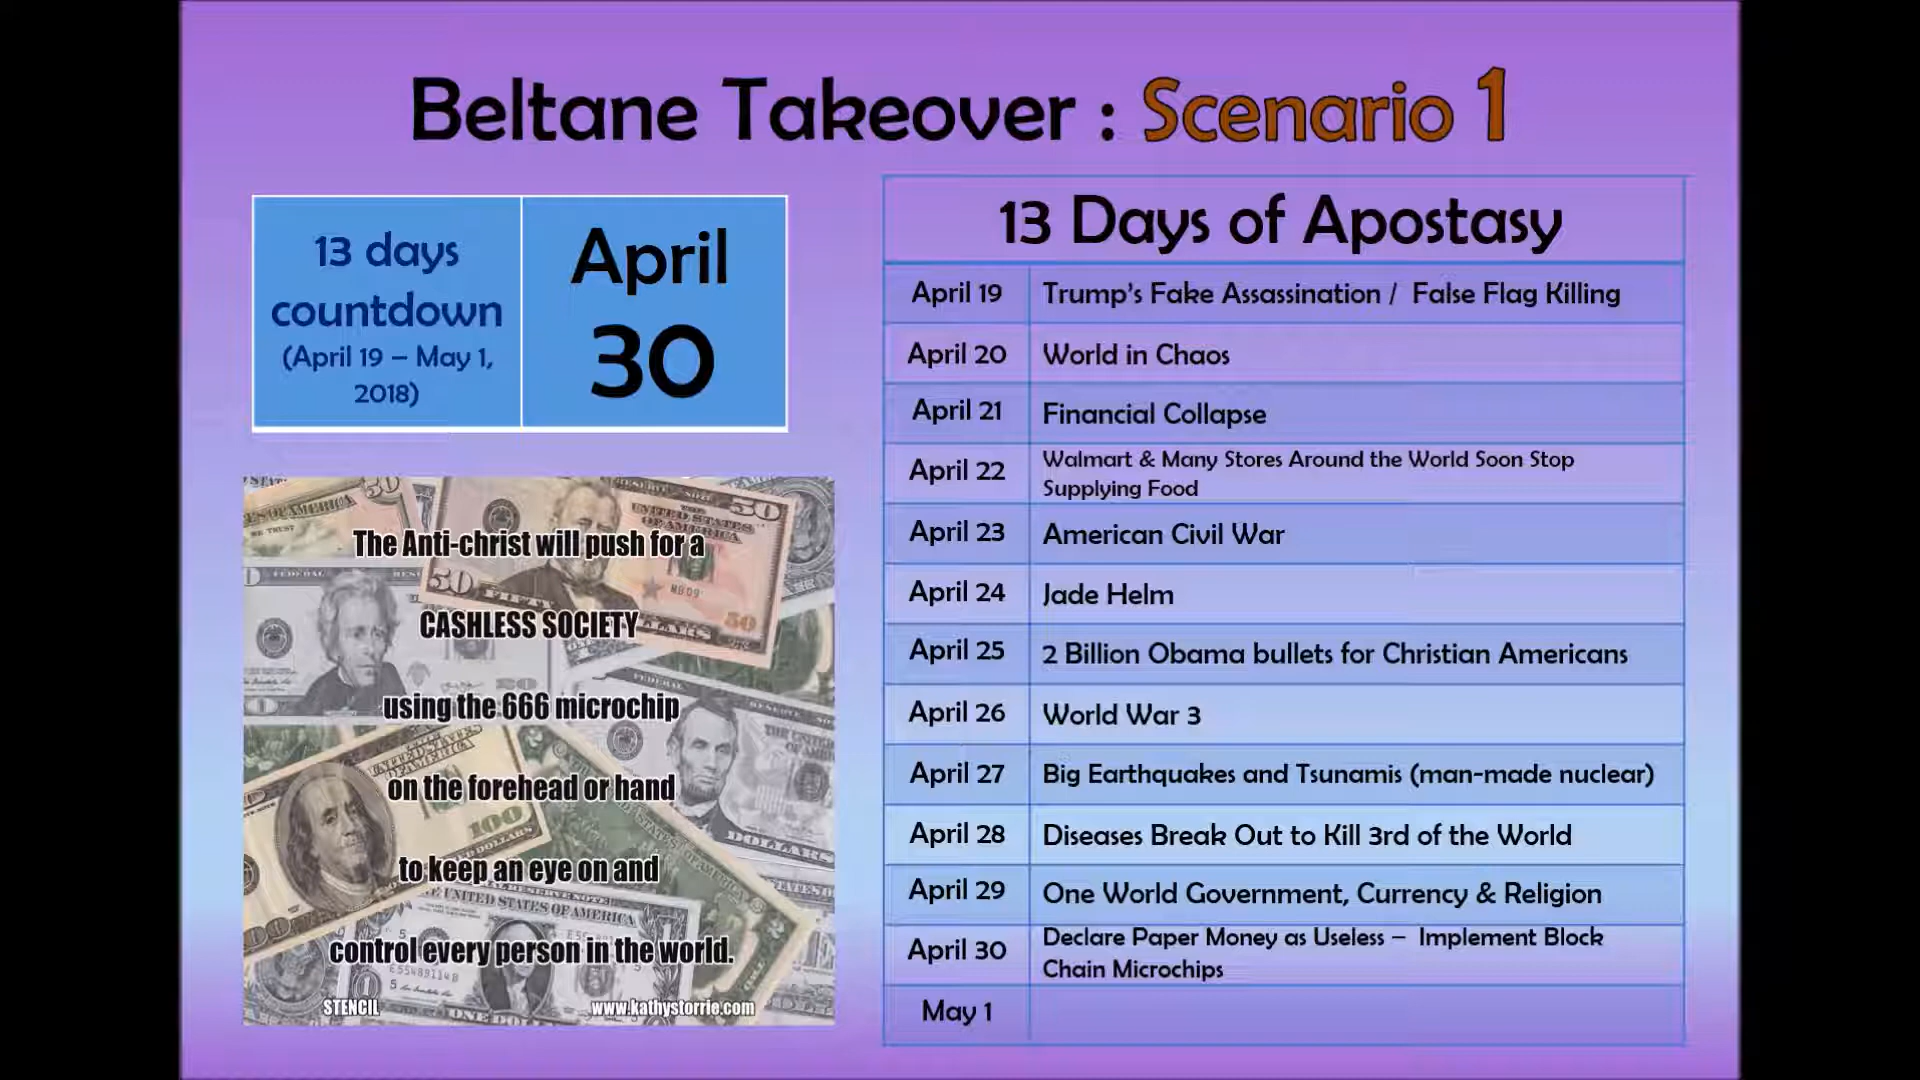 Beltane Takeover : Scenario 1
13 days
countdown
(April 19 – May 1,
2018)
April
30
The Anti-christ will push for a
CASHLESS SOCIETY
using the 666 microchip
on the forehead or hand
to keep an eye on and
control every person in the world.
STENCIL
www.kathystorrie.com
13 Days of Apostasy
April 19 Trump's Fake Assassination / False Flag Killing
April 20 World in Chaos
April 21 Financial Collapse
April 22 Walmart & Many Stores Around the World Soon Stop
Supplying Food
April 23 American Civil War
April 24 Jade Helm
April 25 2 Billion Obama bullets for Christian Americans
April 26 World War 3
April 27 Big Earthquakes and Tsunamis (man-made nuclear)
April 28 Diseases Break Out to Kill 3rd of the World
April 29 One World Government, Currency & Religion
April 30 Declare Paper Money as Useless – Implement Block
Chain Microchips
May 1